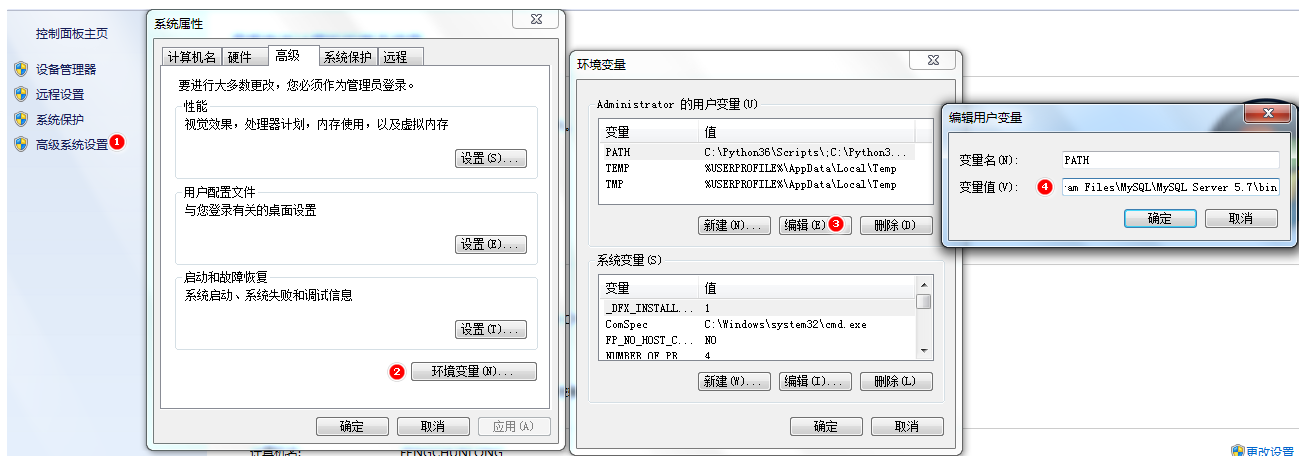 控制面板主页
设备管理器
远程设置
系统保护
高级系统设置 1
系统属性
计算机名 硬件 高级 系统保护 远程
要进行大多数更改，您必须作为管理员登录。
性能
视觉效果，处理器计划，内存使用，以及虚拟内存
设置(S)...
用户配置文件
与您登录有关的桌面设置
设置(E)...
启动和故障恢复
系统启动、系统失败和调试信息
设置(T)...
2 环境变量(N)...
确定 取消 应用(A)
环境变量
Administrator 的用户变量(U)
变量 值
PATH C:\Python36\Scripts\;C:\Python3...
TEMP %USERPROFILE%\AppData\Local\Temp
TMP %USERPROFILE%\AppData\Local\Temp
新建(N)... 编辑(E) 3 删除(D)
系统变量(S)
变量 值
_DFX_INSTALL... 1
ComSpec C:\Windows\system32\cmd.exe
FP_NO_HOST_C... NO
NUMBER_OF_PR... 4
新建(W)... 编辑(I)... 删除(L)
确定 取消
编辑用户变量
变量名(N): PATH
变量值(V): 4 am Files\MySQL\MySQL Server 5.7\bin
确定 取消
更改设置